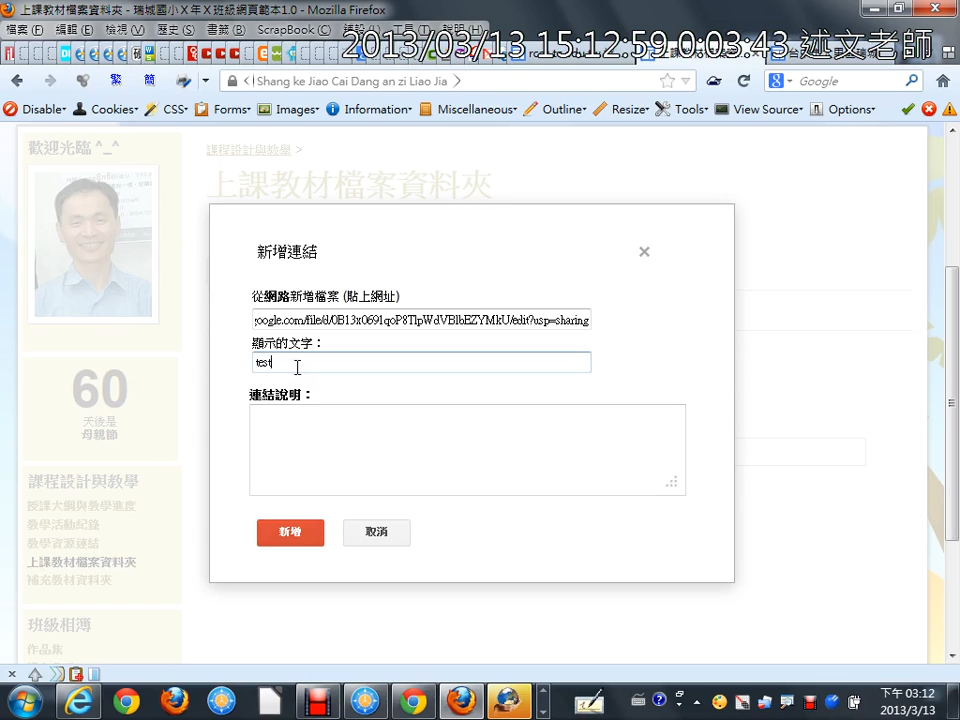 上課教材檔案資料夾 - 瑞城國小Ｘ年Ｘ班級網頁範本1.0 - Mozilla Firefox
檔案(F) 編輯(E) 檢視(V) 歷史(S) 書籤(B) ScrapBook(C)
2013/03/13 15:12:59 0:03:43 述文老師
繁 簡 Shang ke Jiao Cai Dang an zi Liao Jia Google
Disable Cookies CSS Forms Images Information Miscellaneous Outline Resize Tools View Source Options
歡迎光臨 ^_^
課程設計與教學 >
上課教材檔案資料夾
新增連結
從網路新增檔案 (貼上網址)
google.com/file/d/0B13x0691qoP8TlpWdVBlbEZYMkU/edit?usp=sharing
顯示的文字：
test
連結說明：
新增 取消
60
天後是
母親節
課程設計與教學
授課大綱與教學進度
教學活動紀錄
教學資源連結
上課教材檔案資料夾
補充教材資料夾
班級相簿
作品集
下午 03:12
2013/3/13